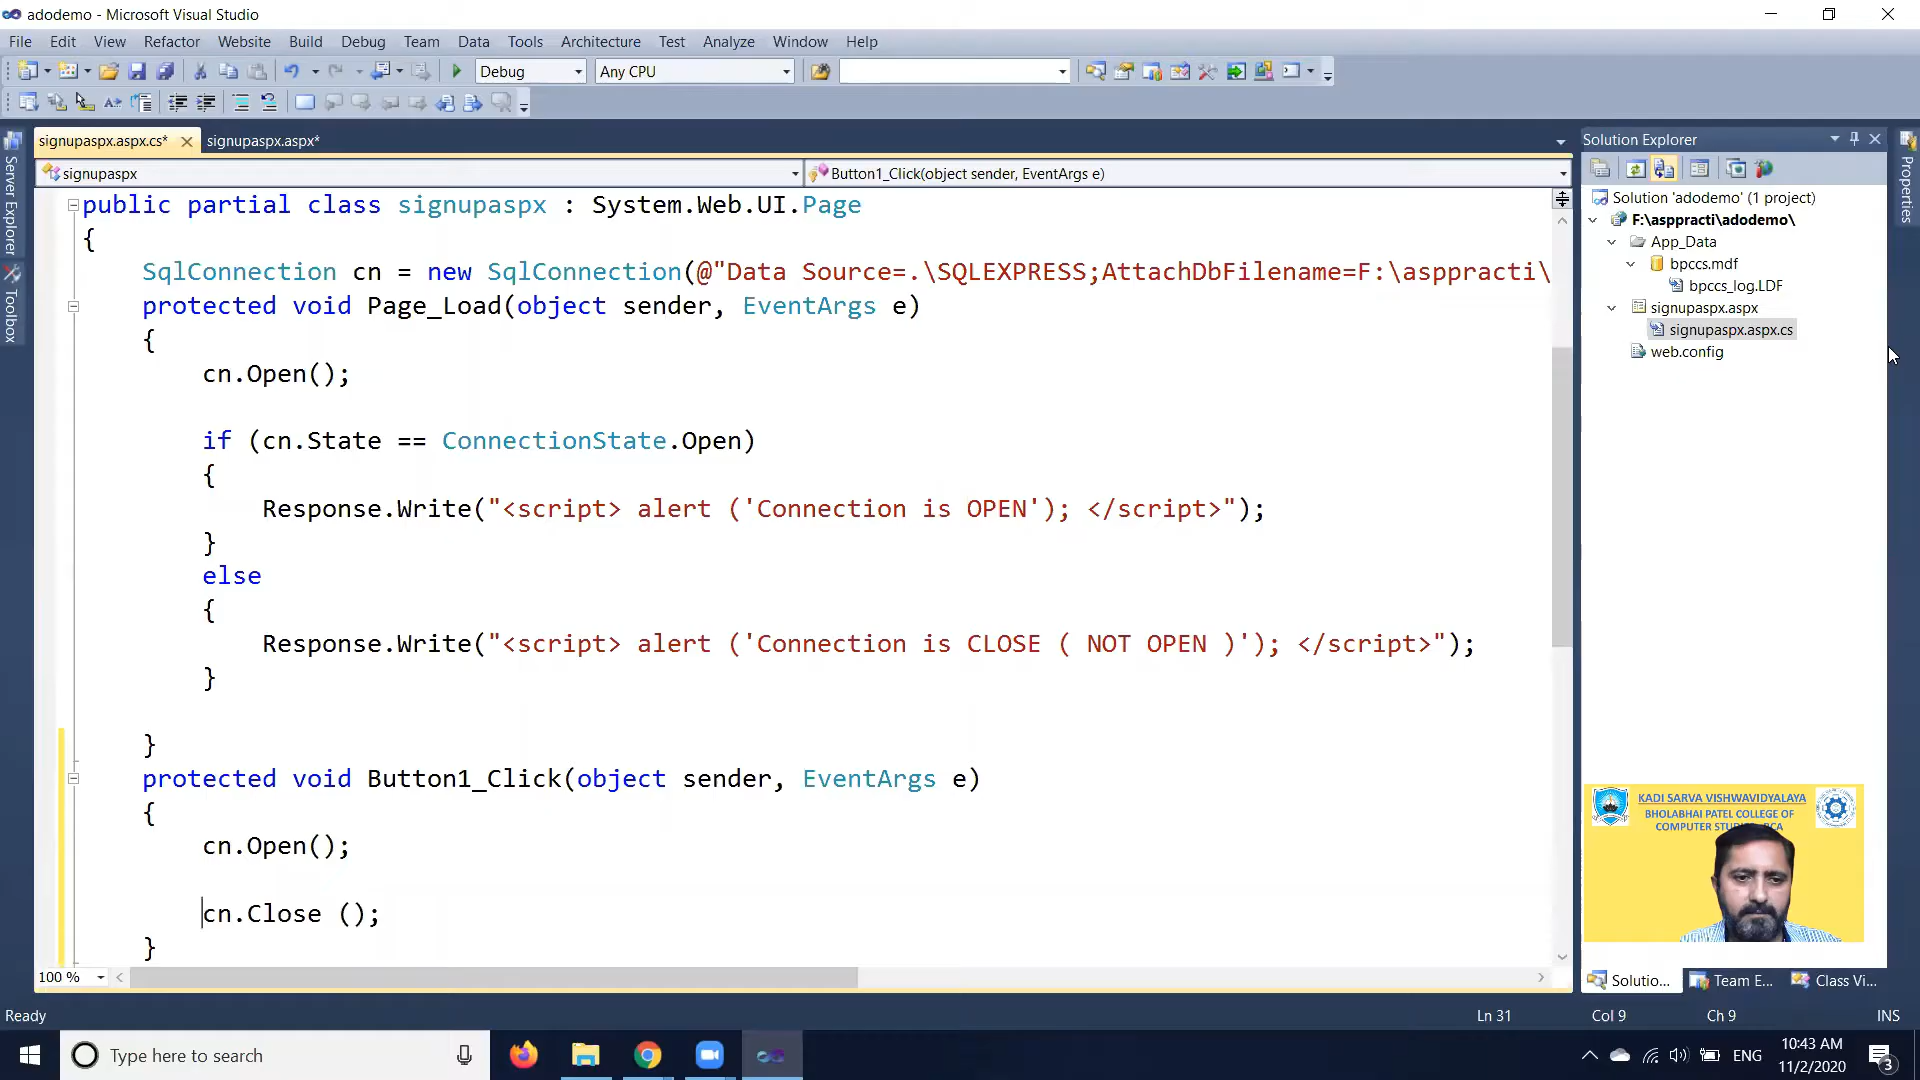 adodemo - Microsoft Visual Studio
File Edit View Refactor Website Build Debug Team Data Tools Architecture Test Analyze Window Help
Debug Any CPU
signupaspx.aspx.cs* signupaspx.aspx*
signupaspx Button1_Click(object sender, EventArgs e)
public partial class signupaspx : System.Web.UI.Page
{
SqlConnection cn = new SqlConnection(@"Data Source=.\SQLEXPRESS;AttachDbFilename=F:\asppracti\
protected void Page_Load(object sender, EventArgs e)
{
cn.Open();
if (cn.State == ConnectionState.Open)
{
Response.Write("<script> alert ('Connection is OPEN'); </script>");
}
else
{
Response.Write("<script> alert ('Connection is CLOSE ( NOT OPEN )'); </script>");
}
}
protected void Button1_Click(object sender, EventArgs e)
{
cn.Open();
cn.Close ();
}
100 %
Server Explorer
Toolbox
Solution Explorer
Solution 'adodemo' (1 project)
F:\asppracti\adodemo\
App_Data
bpccs.mdf
bpccs_log.LDF
signupaspx.aspx
signupaspx.aspx.cs
web.config
Properties
KADI SARVA VISHWAVIDYALAYA
BHOLABHAI PATEL COLLEGE OF
COMPUTER
Solutio... Team E... Class Vi...
Ready Ln 31 Col 9 Ch 9 INS
Type here to search
ENG
10:43 AM
11/2/2020
3